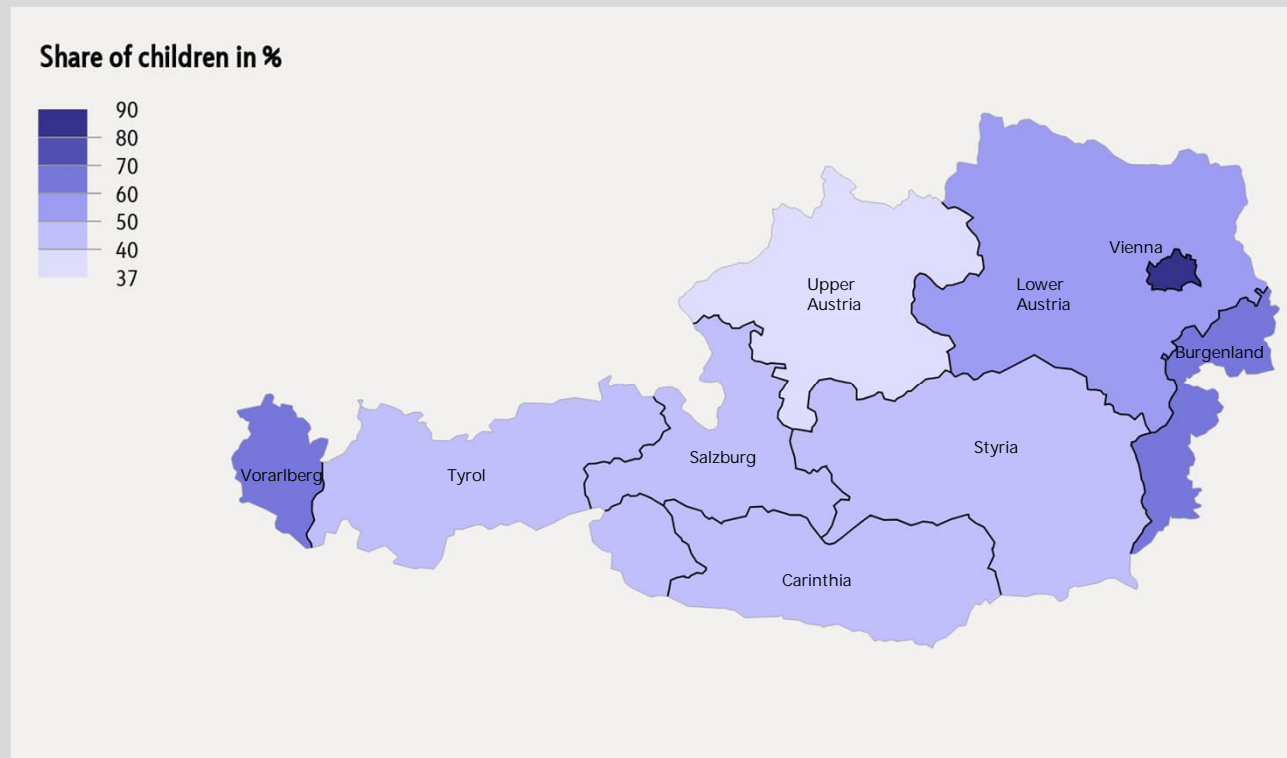 Share of children in %
90
80
70
60
50
40
37
Vienna
Upper
Austria
Lower
Austria
Burgenland
Styria
Salzburg
Vorarlberg
Tyrol
Carinthia